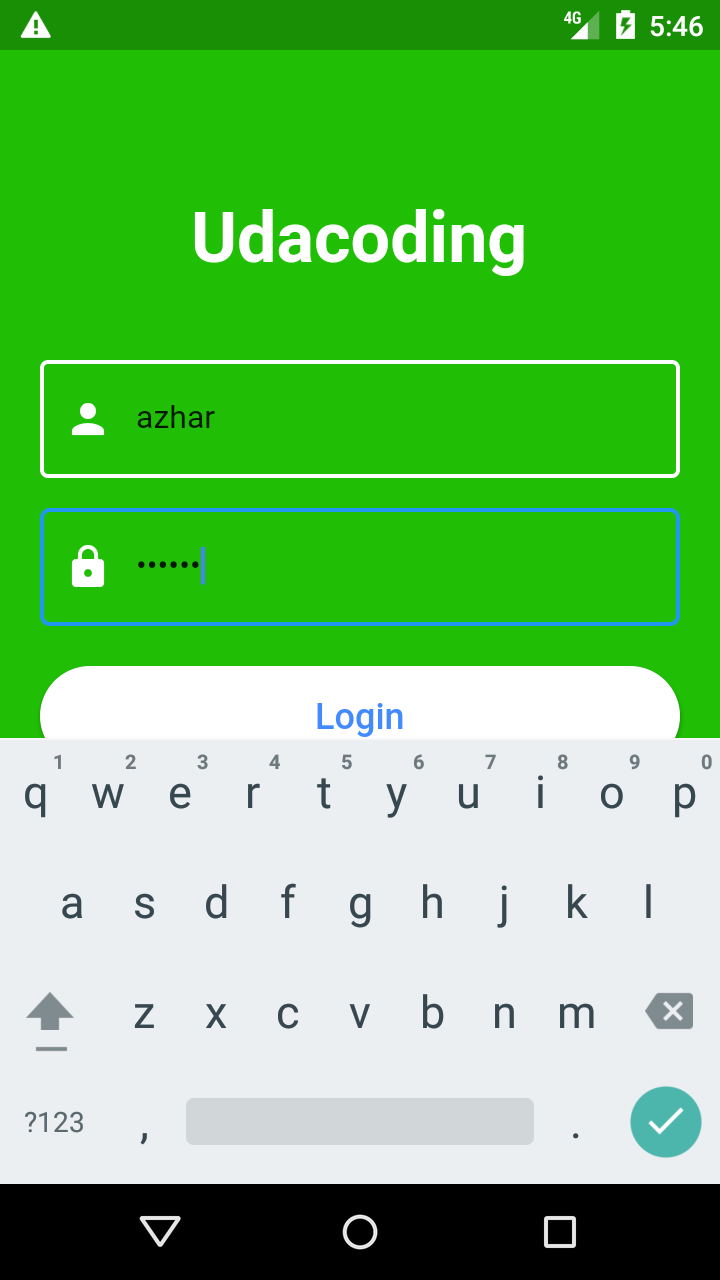 4G 5:46
Udacoding
azhar
••••••
Login
1 2 3 4 5 6 7 8 9 0
q w e r t y u i o p
a s d f g h j k l
z x c v b n m
?123 , .